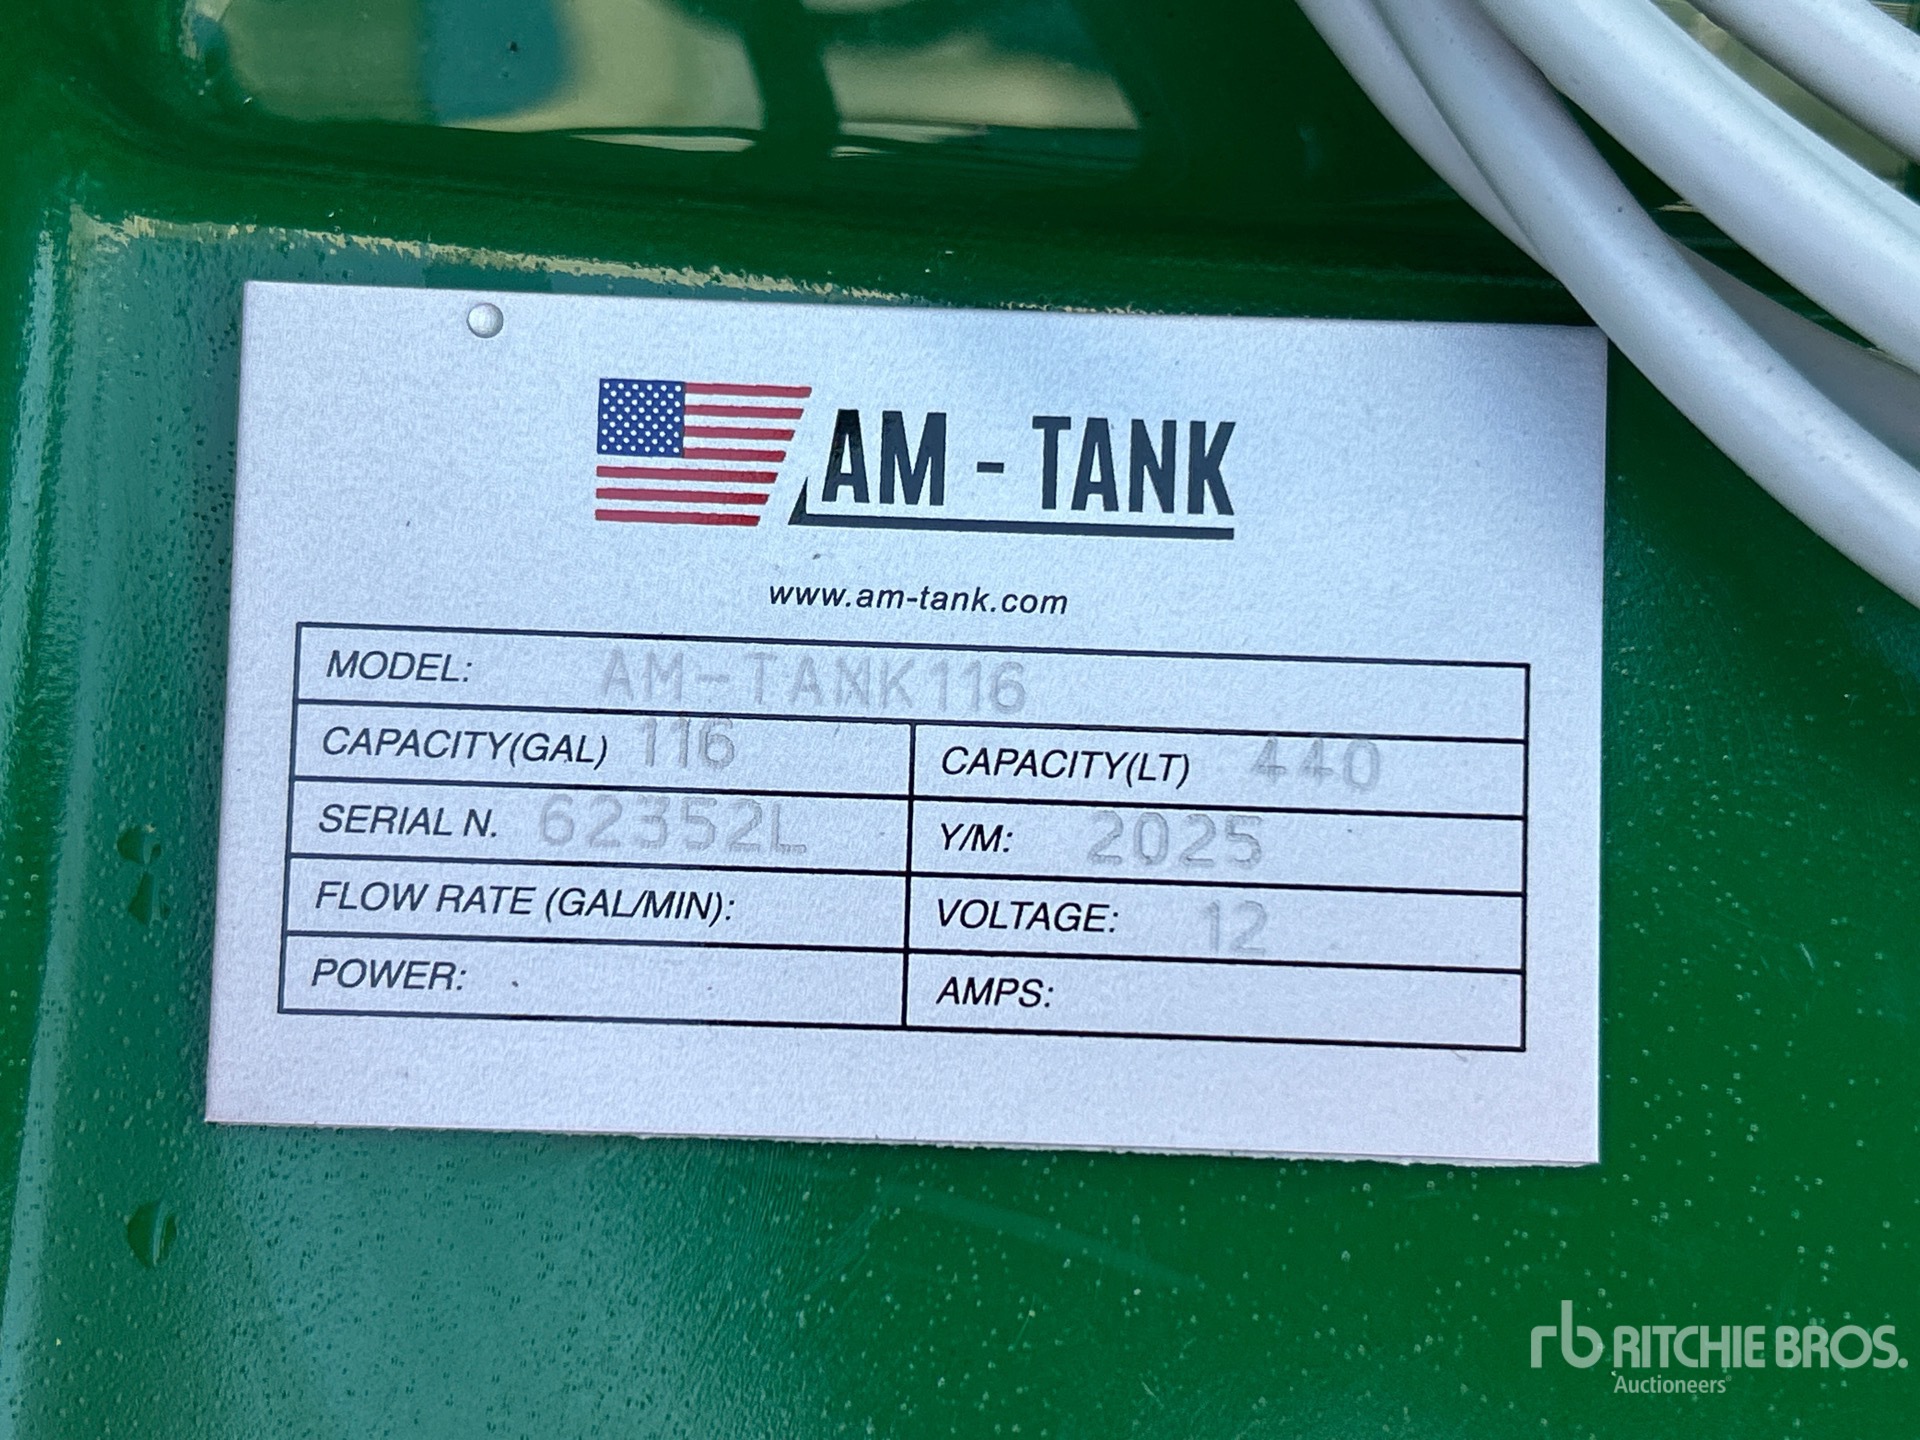 AM - TANK
www.am-tank.com
MODEL: AM-TANK116
CAPACITY(GAL) 116 CAPACITY(LT) 440
SERIAL N. 62352L Y/M: 2025
FLOW RATE (GAL/MIN): VOLTAGE: 12
POWER: AMPS:
rb RITCHIE BROS.
Auctioneers